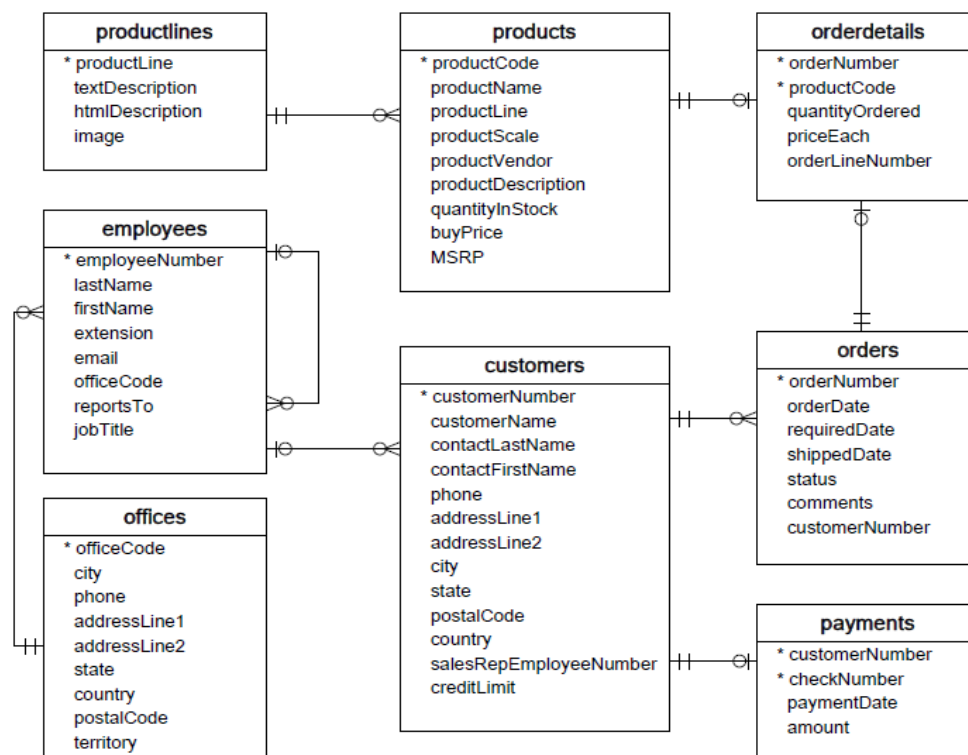 productlines
* productLine
textDescription
htmlDescription
image
products
* productCode
productName
productLine
productScale
productVendor
productDescription
quantityInStock
buyPrice
MSRP
orderdetails
* orderNumber
* productCode
quantityOrdered
priceEach
orderLineNumber
employees
* employeeNumber
lastName
firstName
extension
email
officeCode
reportsTo
jobTitle
customers
* customerNumber
customerName
contactLastName
contactFirstName
phone
addressLine1
addressLine2
city
state
postalCode
country
salesRepEmployeeNumber
creditLimit
orders
* orderNumber
orderDate
requiredDate
shippedDate
status
comments
customerNumber
offices
* officeCode
city
phone
addressLine1
addressLine2
state
country
postalCode
territory
payments
* customerNumber
* checkNumber
paymentDate
amount